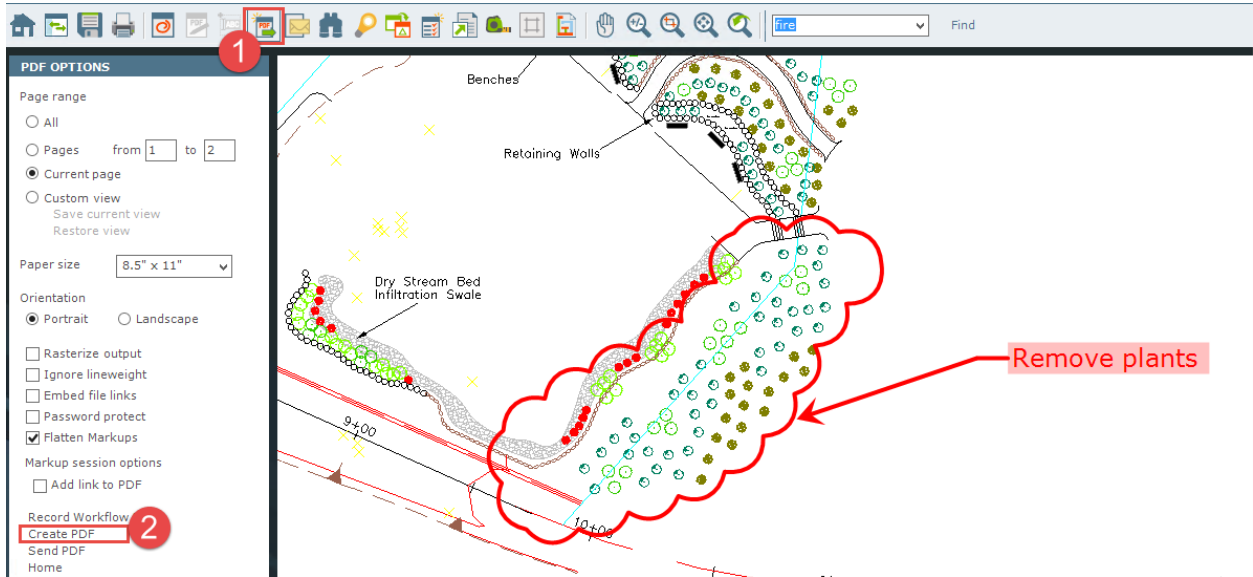 PDF
fire
Find
1
PDF OPTIONS
Page range
All
Pages from 1 to 2
Current page
Custom view
Save current view
Restore view
Paper size 8.5" x 11"
Orientation
Portrait Landscape
Rasterize output
Ignore lineweight
Embed file links
Password protect
Flatten Markups
Markup session options
Add link to PDF
Record Workflow
Create PDF
2
Send PDF
Home
Benches
Retaining Walls
Dry Stream Bed
Infiltration Swale
Remove plants
9+00
10+00